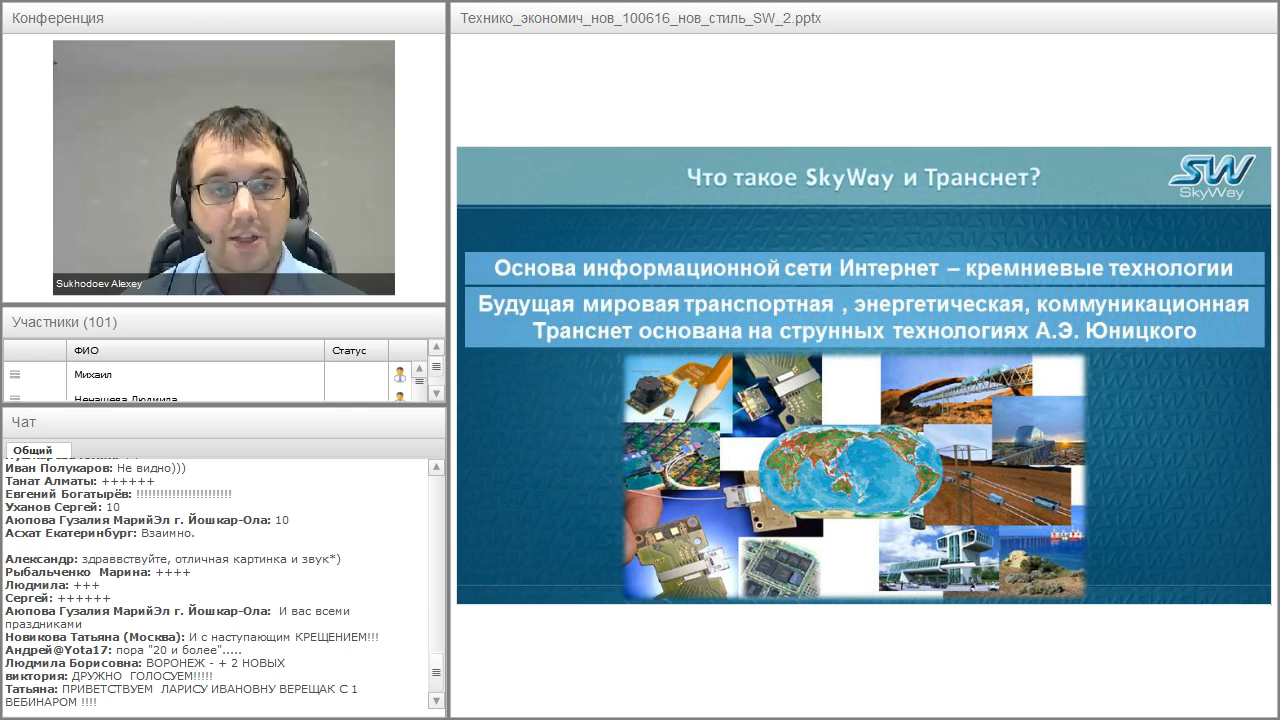 Конференция
Sukhodoev Alexey
Участники (101)
ФИО
Статус
Михаил
Ненашева Людмила
Чат
Общий
Иван Полукаров: Не видно)))
Танат Алматы: ++++++
Евгений Богатырёв: !!!!!!!!!!!!!!!!!!!!!!!!
Уханов Сергей: 10
Аюпова Гузалия МарийЭл г. Йошкар-Ола: 10
Асхат Екатеринбург: Взаимно.
Александр: здраввствуйте, отличная картинка и звук*)
Рыбальченко Марина: ++++
Людмила: +++
Сергей: ++++++
Аюпова Гузалия МарийЭл г. Йошкар-Ола: И вас всеми
праздниками
Новикова Татьяна (Москва): И с наступающим КРЕЩЕНИЕМ!!!
Андрей@Yota17: пора "20 и более".....
Людмила Борисовна: ВОРОНЕЖ - + 2 НОВЫХ
виктория: ДРУЖНО ГОЛОСУЕМ!!!!!
Татьяна: ПРИВЕТСТВУЕМ ЛАРИСУ ИВАНОВНУ ВЕРЕЩАК С 1
ВЕБИНАРОМ !!!!
Технико_экономич_нов_100616_нов_стиль_SW_2.pptx
Что такое SkyWay и Транснет?
SW
SkyWay
Основа информационной сети Интернет – кремниевые технологии
Будущая мировая транспортная , энергетическая, коммуникационная
Транснет основана на струнных технологиях А.Э. Юницкого